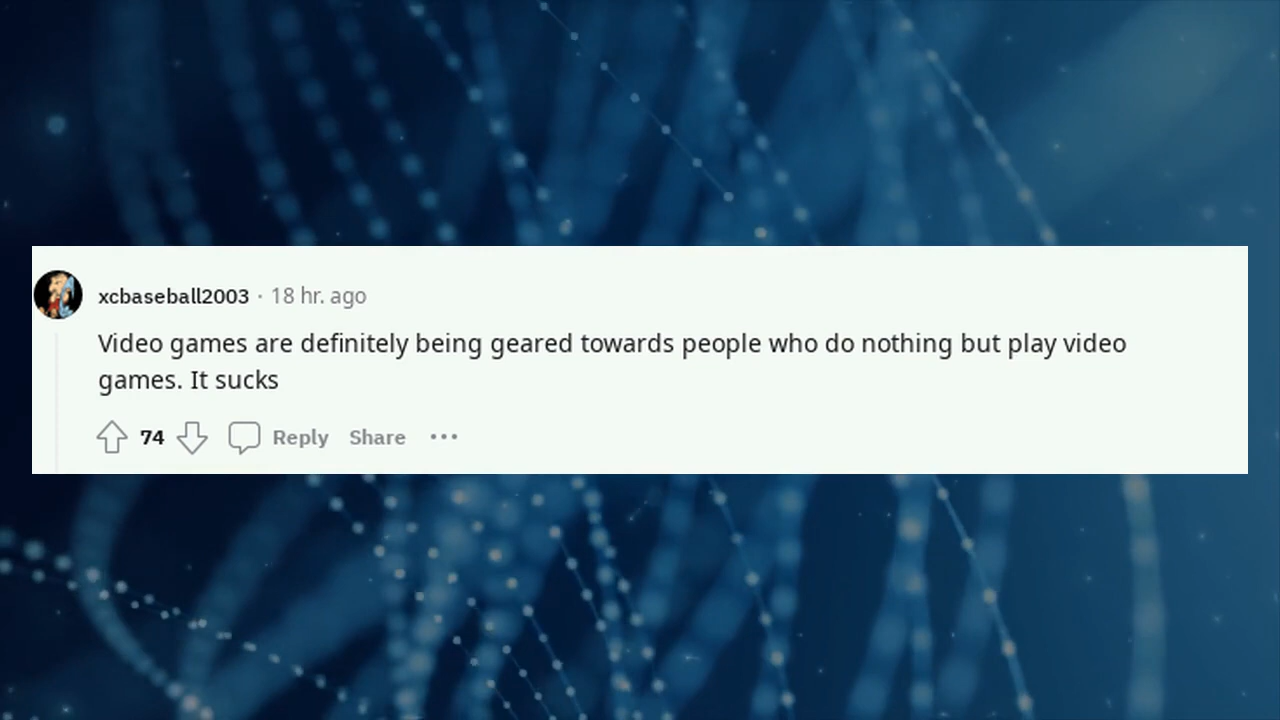 xcbaseball2003 · 18 hr. ago
Video games are definitely being geared towards people who do nothing but play video
games. It sucks
74 Reply Share •••